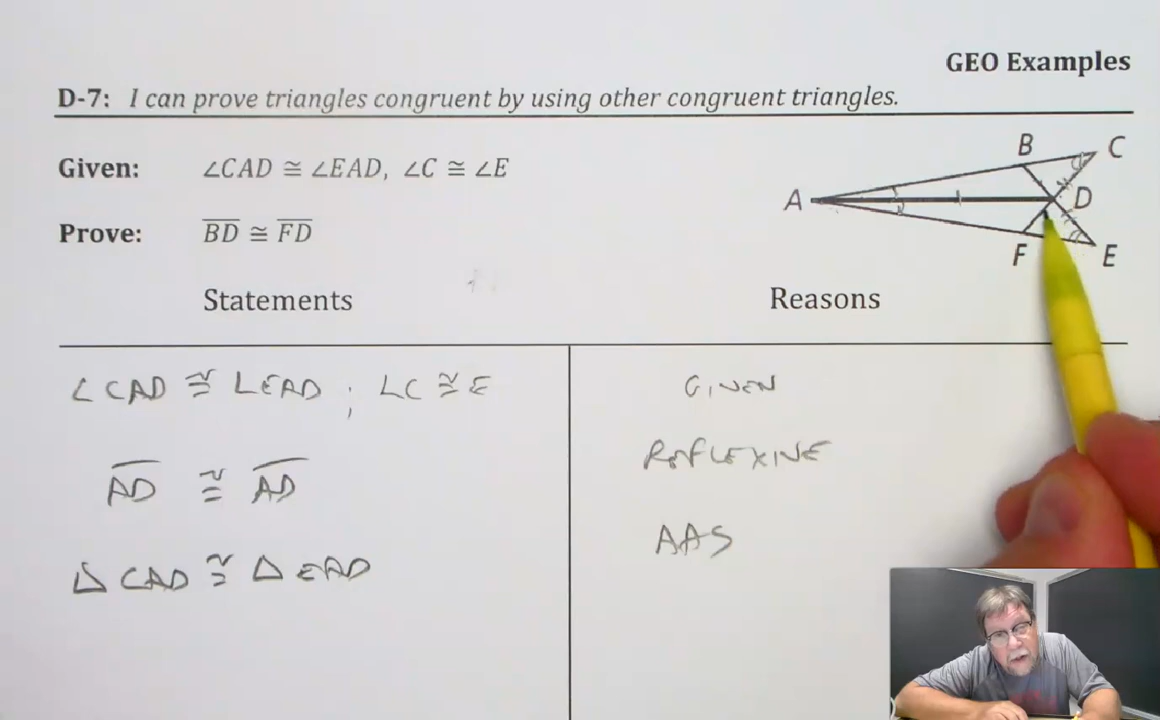 GEO Examples
D-7: I can prove triangles congruent by using other congruent triangles.
Given: ∠CAD ≅ ∠EAD, ∠C ≅ ∠E
Prove: BD ≅ FD
B
C
A
D
F
E
Statements Reasons
∠CAD ≅ ∠EAD ; ∠C ≅ E GIVEN
AD ≅ AD REFLEXIVE
△CAD ≅ △EAD AAS